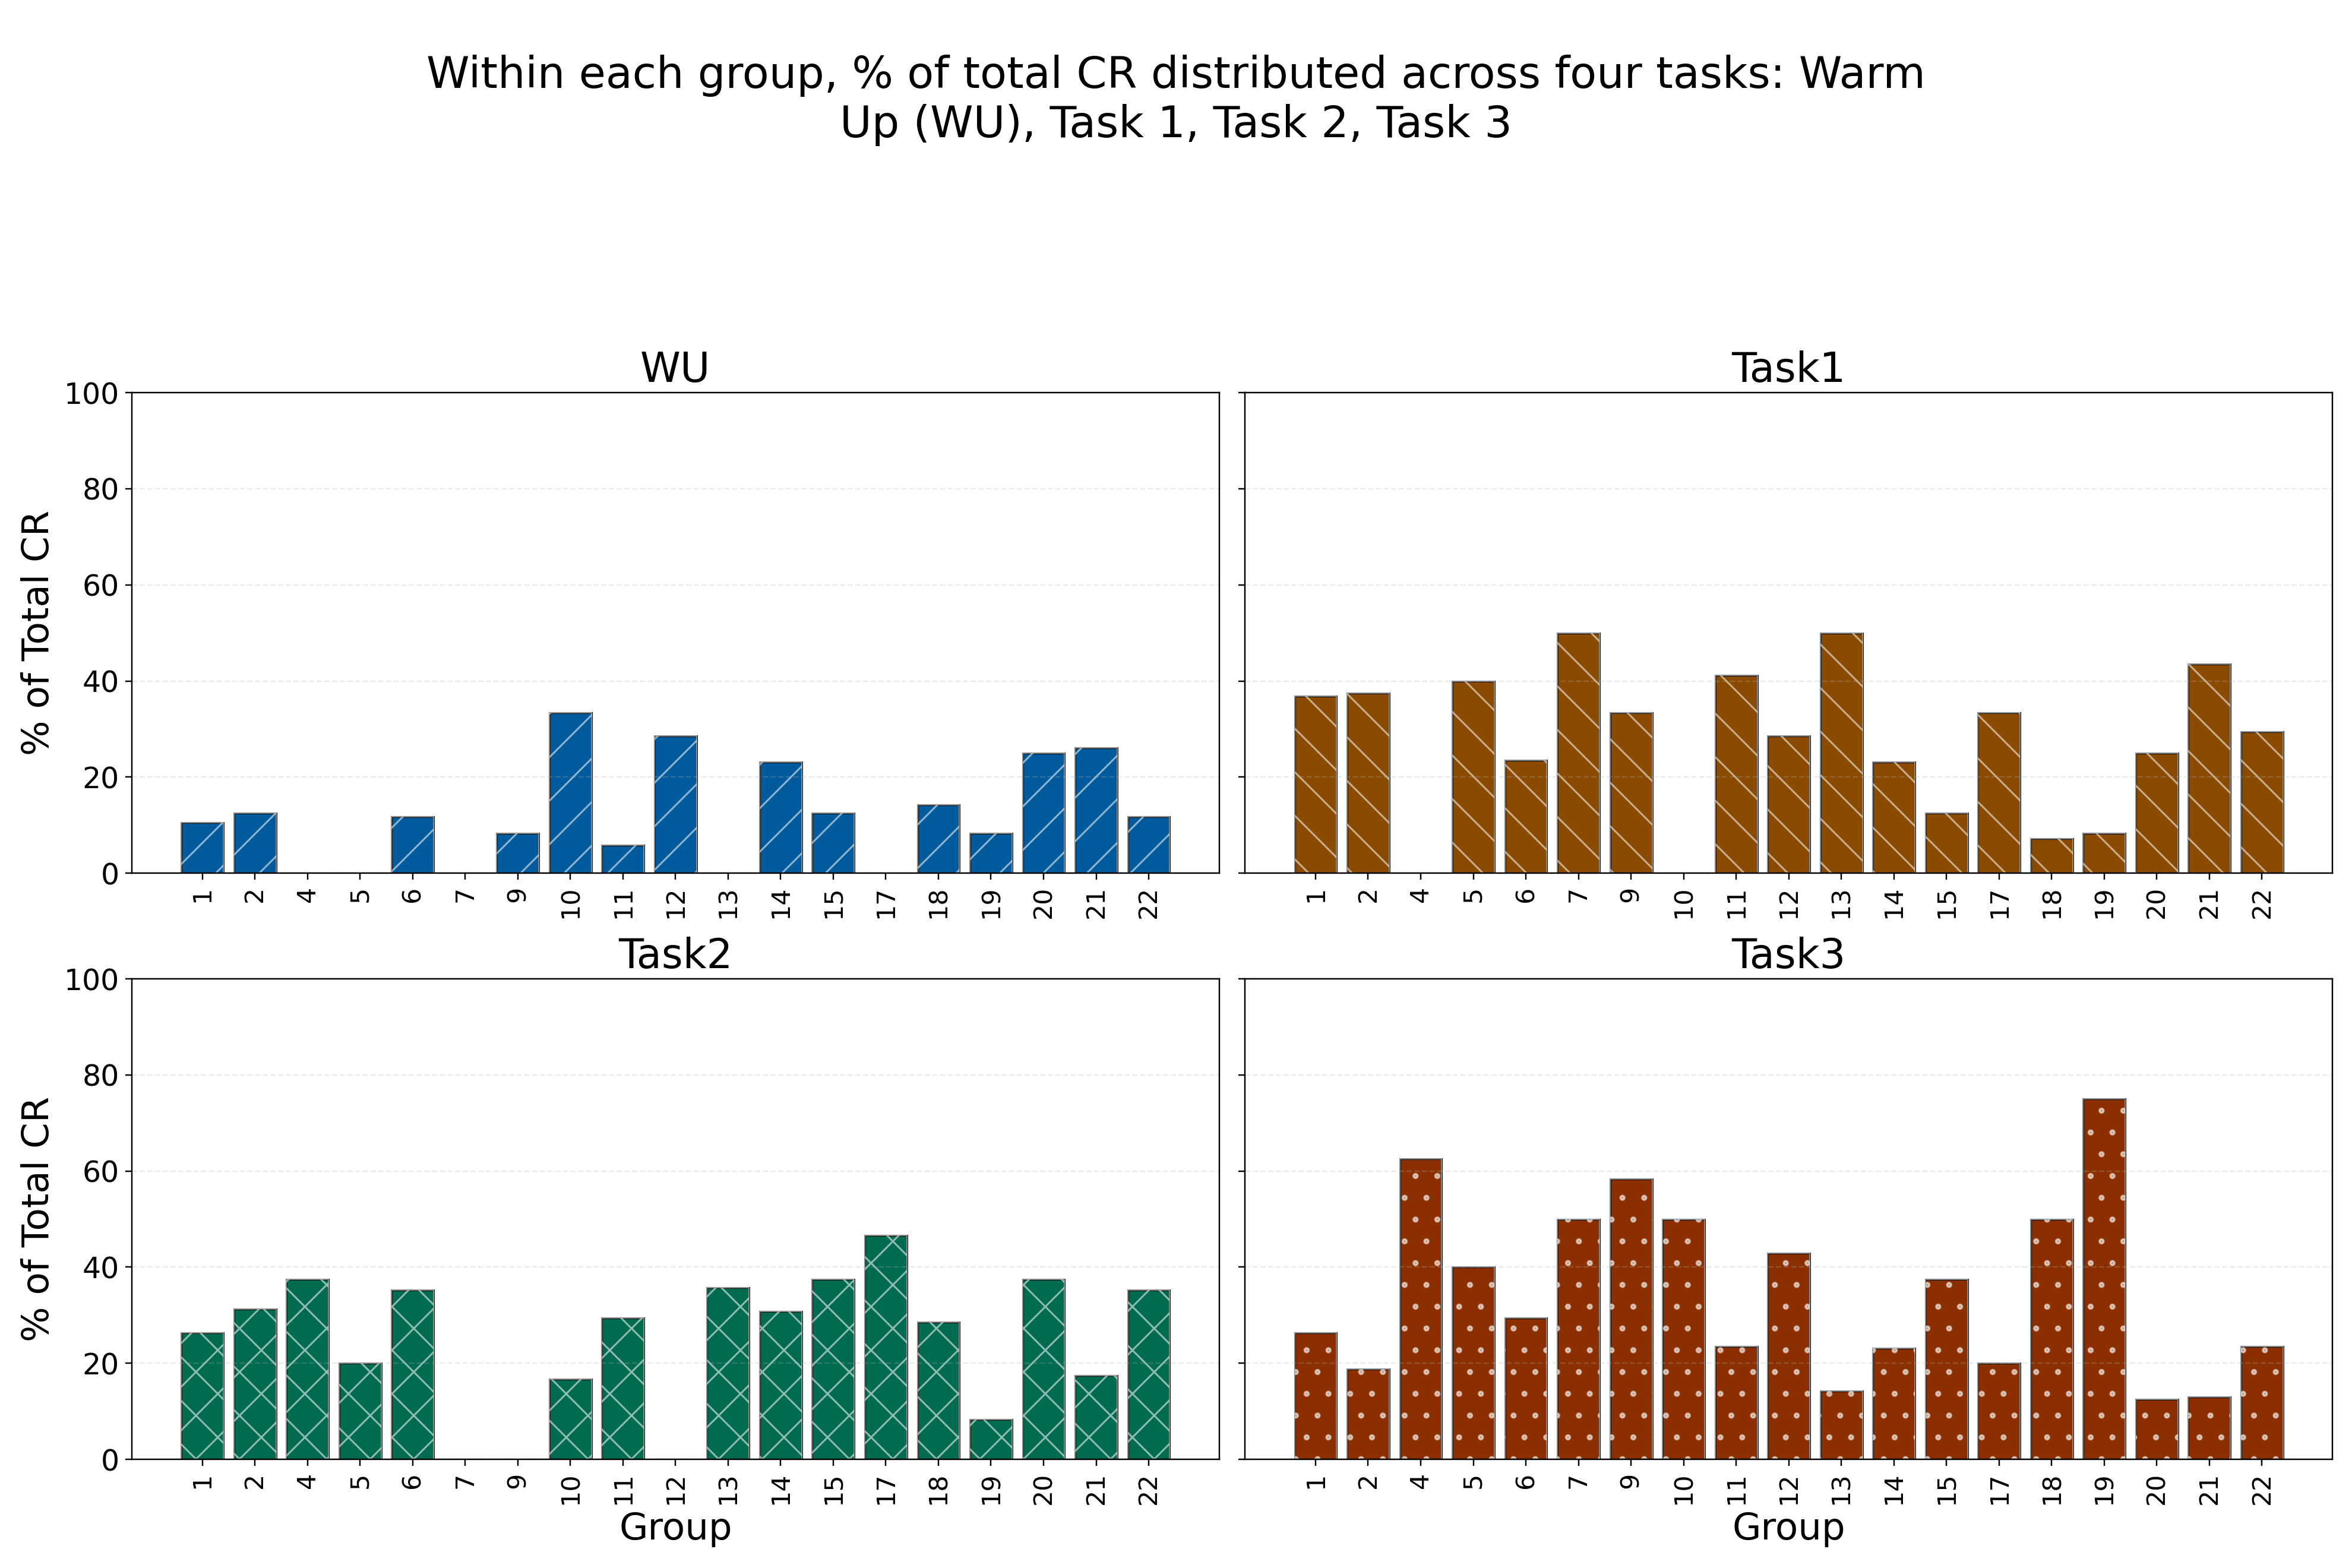 Within each group, % of total CR distributed across four tasks: Warm
Up (WU), Task 1, Task 2, Task 3
WU
Task1
% of Total CR
100
80
60
40
20
0
1 2 4 5 6 7 9 10 11 12 13 14 15 17 18 19 20 21 22
1 2 4 5 6 7 9 10 11 12 13 14 15 17 18 19 20 21 22
Task2
Task3
% of Total CR
100
80
60
40
20
0
1 2 4 5 6 7 9 10 11 12 13 14 15 17 18 19 20 21 22
1 2 4 5 6 7 9 10 11 12 13 14 15 17 18 19 20 21 22
Group
Group